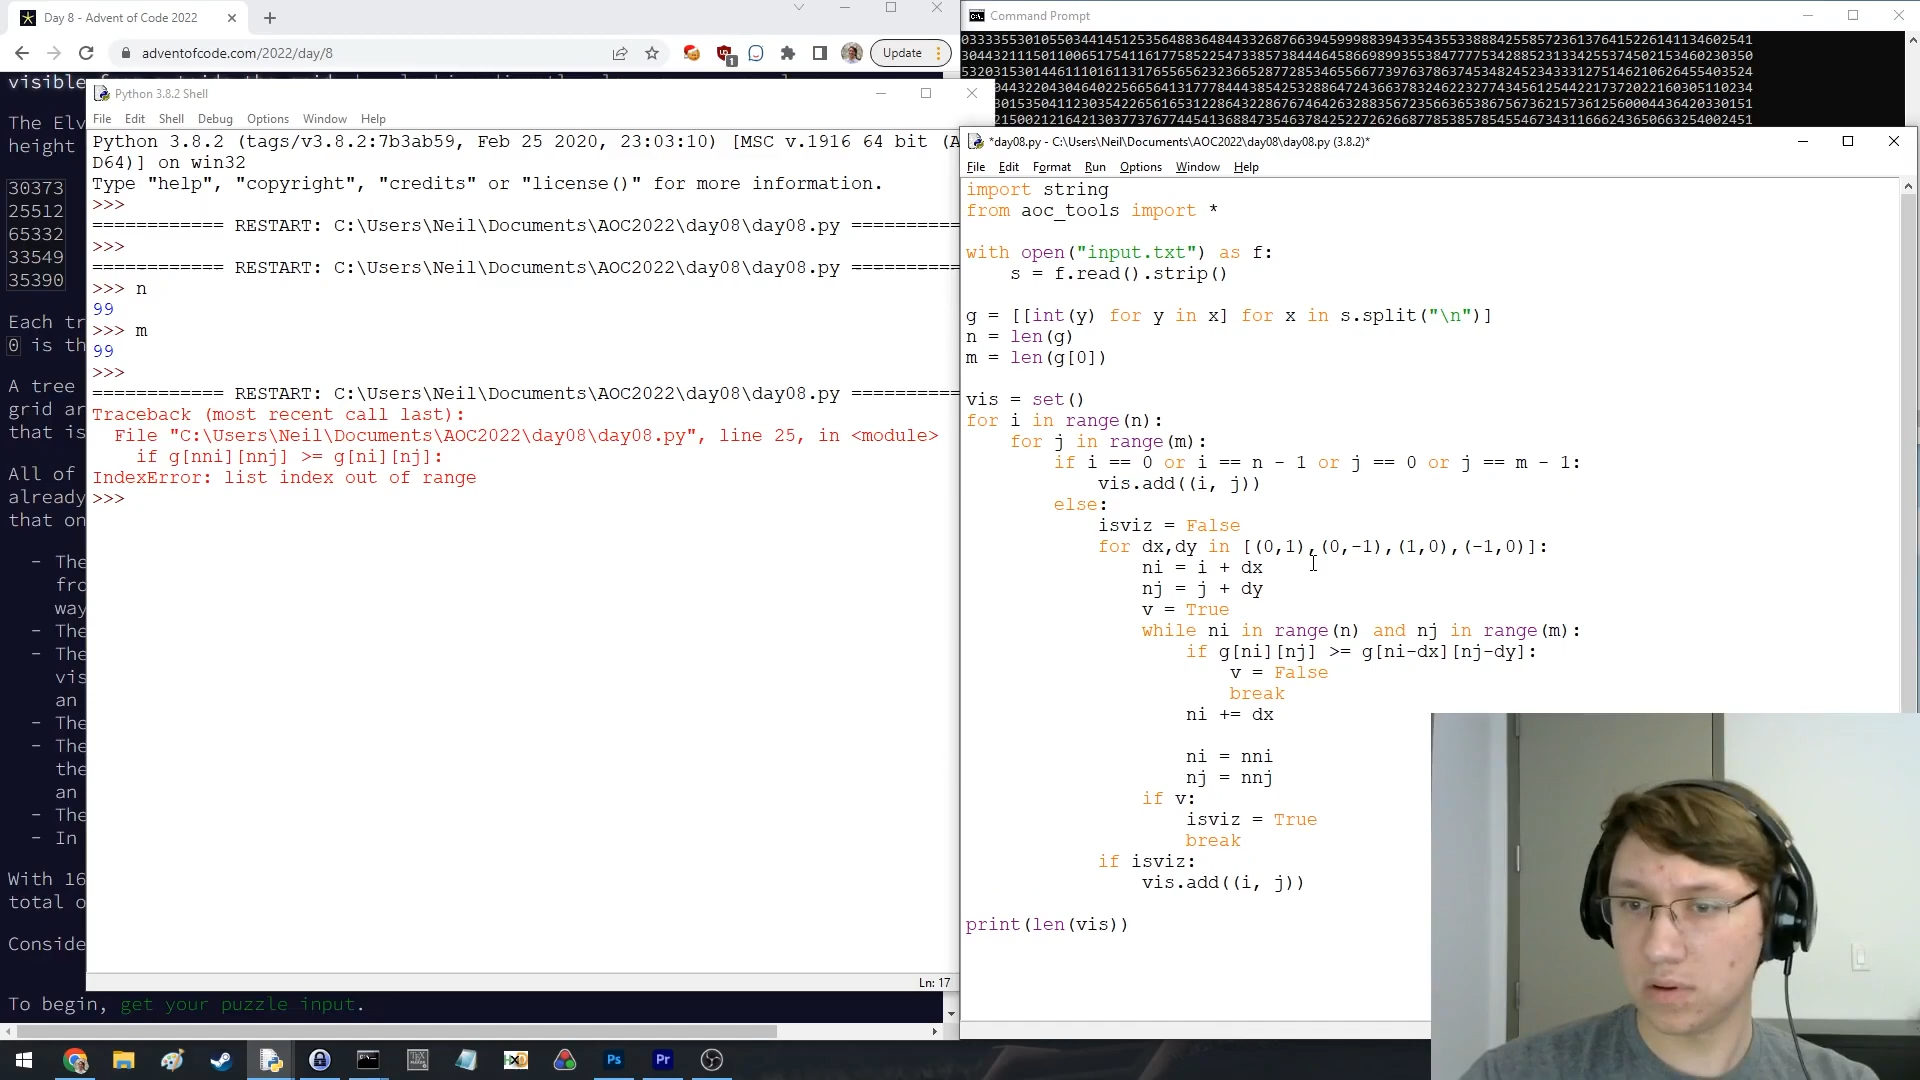 Day 8 - Advent of Code 2022
adventofcode.com/2022/day/8
Update
visible
The Elv
height
30373
25512
65332
33549
35390
Each tr
0 is th
A tree
grid ar
that is
All of
already
that on
- The
fro
way
- The
- The
vis
an
- The
- The
the
an
- The
- In
With 16
total o
Conside
To begin, get your puzzle input.
Python 3.8.2 Shell
File Edit Shell Debug Options Window Help
Python 3.8.2 (tags/v3.8.2:7b3ab59, Feb 25 2020, 23:03:10) [MSC v.1916 64 bit (A
D64)] on win32
Type "help", "copyright", "credits" or "license()" for more information.
>>>
============ RESTART: C:\Users\Neil\Documents\AOC2022\day08\day08.py ==========
>>>
============ RESTART: C:\Users\Neil\Documents\AOC2022\day08\day08.py ==========
>>> n
99
>>> m
99
>>>
============ RESTART: C:\Users\Neil\Documents\AOC2022\day08\day08.py ==========
Traceback (most recent call last):
File "C:\Users\Neil\Documents\AOC2022\day08\day08.py", line 25, in <module>
if g[nni][nnj] >= g[ni][nj]:
IndexError: list index out of range
>>>
Ln: 17
Command Prompt
*day08.py - C:\Users\Neil\Documents\AOC2022\day08\day08.py (3.8.2)*
File Edit Format Run Options Window Help
import string
from aoc_tools import *
with open("input.txt") as f:
s = f.read().strip()
g = [[int(y) for y in x] for x in s.split("\n")]
n = len(g)
m = len(g[0])
vis = set()
for i in range(n):
for j in range(m):
if i == 0 or i == n - 1 or j == 0 or j == m - 1:
vis.add((i, j))
else:
isviz = False
for dx,dy in [(0,1),(0,-1),(1,0),(-1,0)]:
ni = i + dx
nj = j + dy
v = True
while ni in range(n) and nj in range(m):
if g[ni][nj] >= g[ni-dx][nj-dy]:
v = False
break
ni += dx
ni = nni
nj = nnj
if v:
isviz = True
break
if isviz:
vis.add((i, j))
print(len(vis))